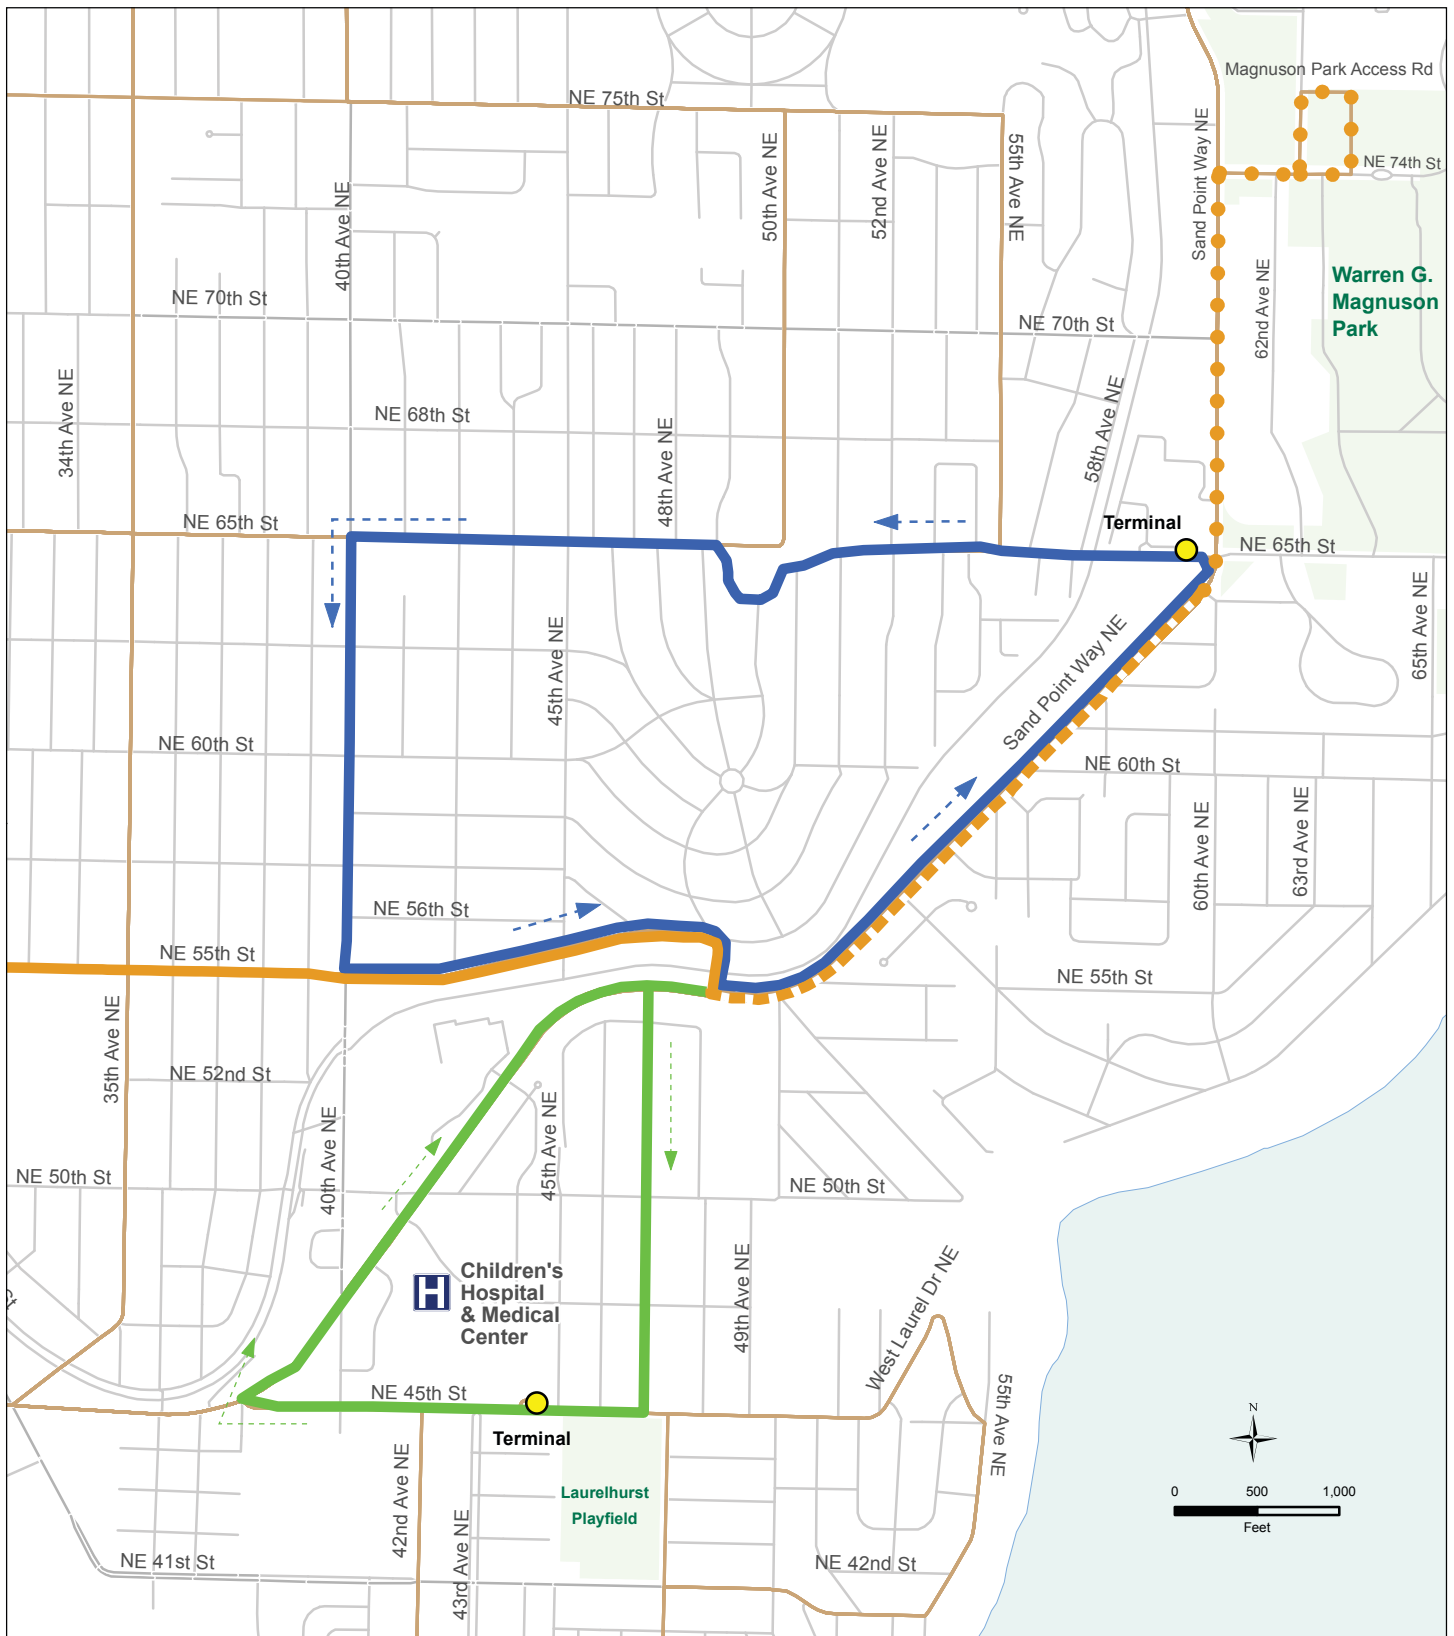 Magnuson Park Access Rd
NE 75th St
Sand Point Way NE
50th Ave NE
52nd Ave NE
55th Ave NE
NE 74th St
40th Ave NE
Warren G.
Magnuson
Park
62nd Ave NE
NE 70th St
NE 70th St
34th Ave NE
58th Ave NE
NE 68th St
48th Ave NE
NE 65th St
Terminal
NE 65th St
65th Ave NE
45th Ave NE
Sand Point Way NE
NE 60th St
NE 60th St
60th Ave NE
63rd Ave NE
NE 56th St
NE 55th St
NE 55th St
35th Ave NE
NE 52nd St
40th Ave NE
45th Ave NE
NE 50th St
NE 50th St
H
Children's
Hospital
& Medical
Center
49th Ave NE
West Laurel Dr NE
55th Ave NE
NE 45th St
Terminal
42nd Ave NE
43rd Ave NE
Laurelhurst
Playfield
NE 41st St
NE 42nd St
N
0 500 1,000
Feet